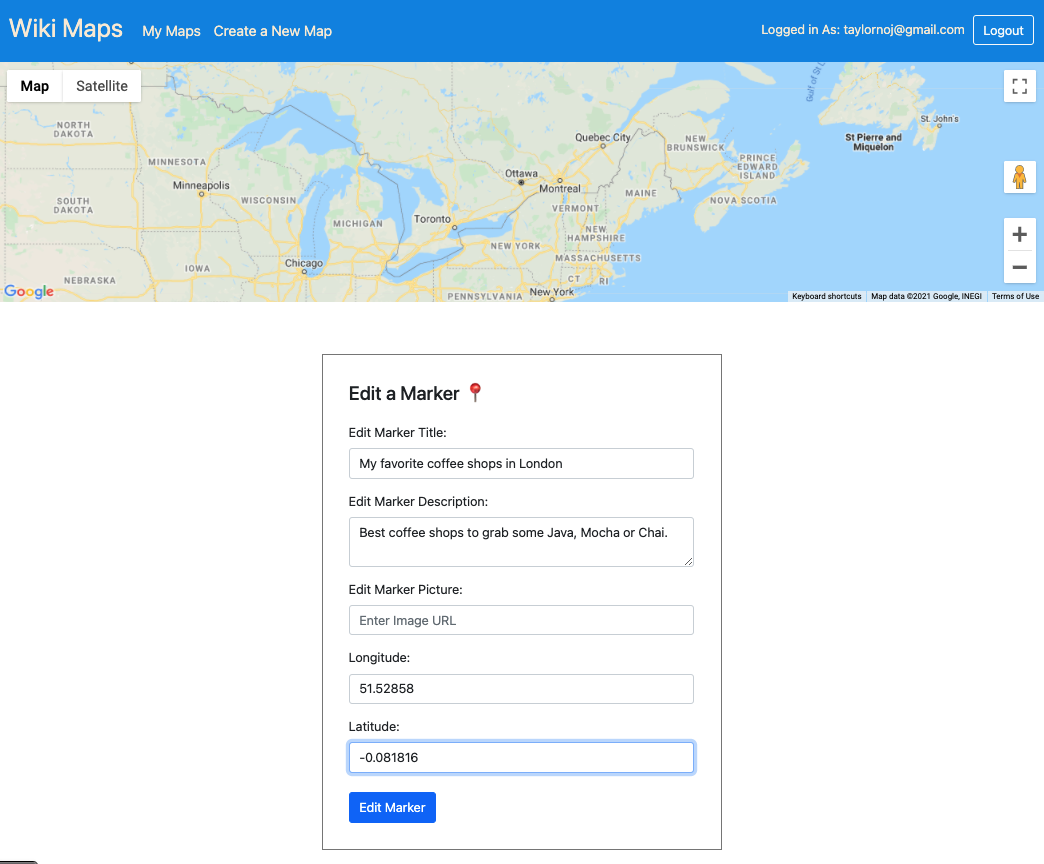 Wiki Maps My Maps Create a New Map Logged in As: taylornoj@gmail.com Logout
Map Satellite
Gulf of St L
St. John's
NORTH
DAKOTA
Quebec City
NEW
BRUNSWICK
St Pierre and
Miquelon
MINNESOTA
PRINCE
EDWARD
ISLAND
Ottawa
Montreal
Minneapolis
MAINE
SOUTH
DAKOTA
WISCONSIN
NOVA SCOTIA
VERMONT
Toronto
MICHIGAN
NEW
HAMPSHIRE
NEW YORK
MASSACHUSETTS
Chicago
IOWA
CT RI
NEBRASKA
New York
PENNSYLVANIA
Google
Keyboard shortcuts Map data ©2021 Google, INEGI Terms of Use
Edit a Marker
Edit Marker Title:
My favorite coffee shops in London
Edit Marker Description:
Best coffee shops to grab some Java, Mocha or Chai.
Edit Marker Picture:
Enter Image URL
Longitude:
51.52858
Latitude:
-0.081816
Edit Marker